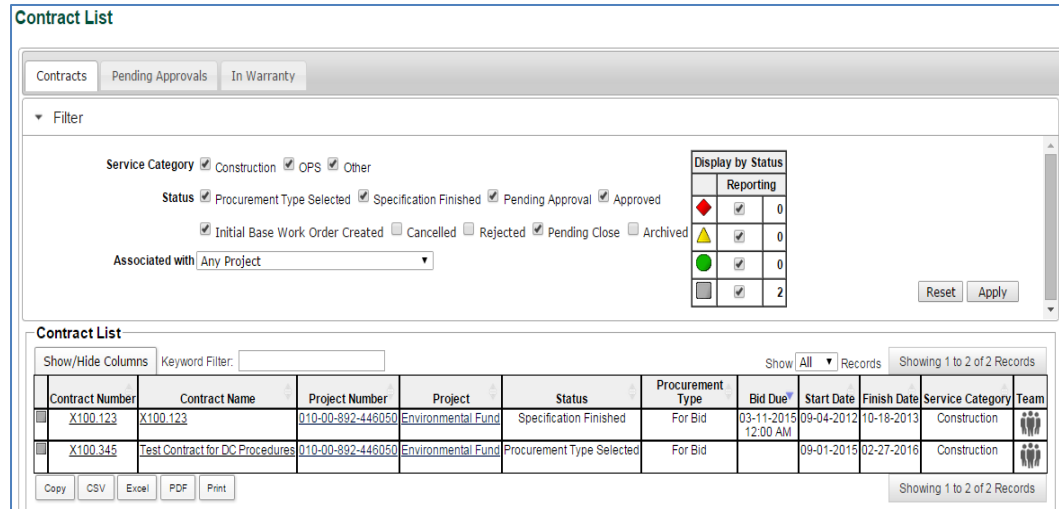 Contract List
Contracts Pending Approvals In Warranty
Filter
Service Category Construction OPS Other
Status Procurement Type Selected Specification Finished Pending Approval Approved
Initial Base Work Order Created Cancelled Rejected Pending Close Archived
Associated with Any Project
Display by Status
Reporting
0
0
0
2
Reset Apply
Contract List
Show/Hide Columns Keyword Filter: Show All Records Showing 1 to 2 of 2 Records
Contract Number Contract Name Project Number Project Status Procurement Type Bid Due Start Date Finish Date Service Category Team
X100.123 X100.123 010-00-892-446050 Environmental Fund Specification Finished For Bid 03-11-2015 12:00 AM 09-04-2012 10-18-2013 Construction
X100.345 Test Contract for DC Procedures 010-00-892-446050 Environmental Fund Procurement Type Selected For Bid 09-01-2015 02-27-2016 Construction
Copy CSV Excel PDF Print Showing 1 to 2 of 2 Records